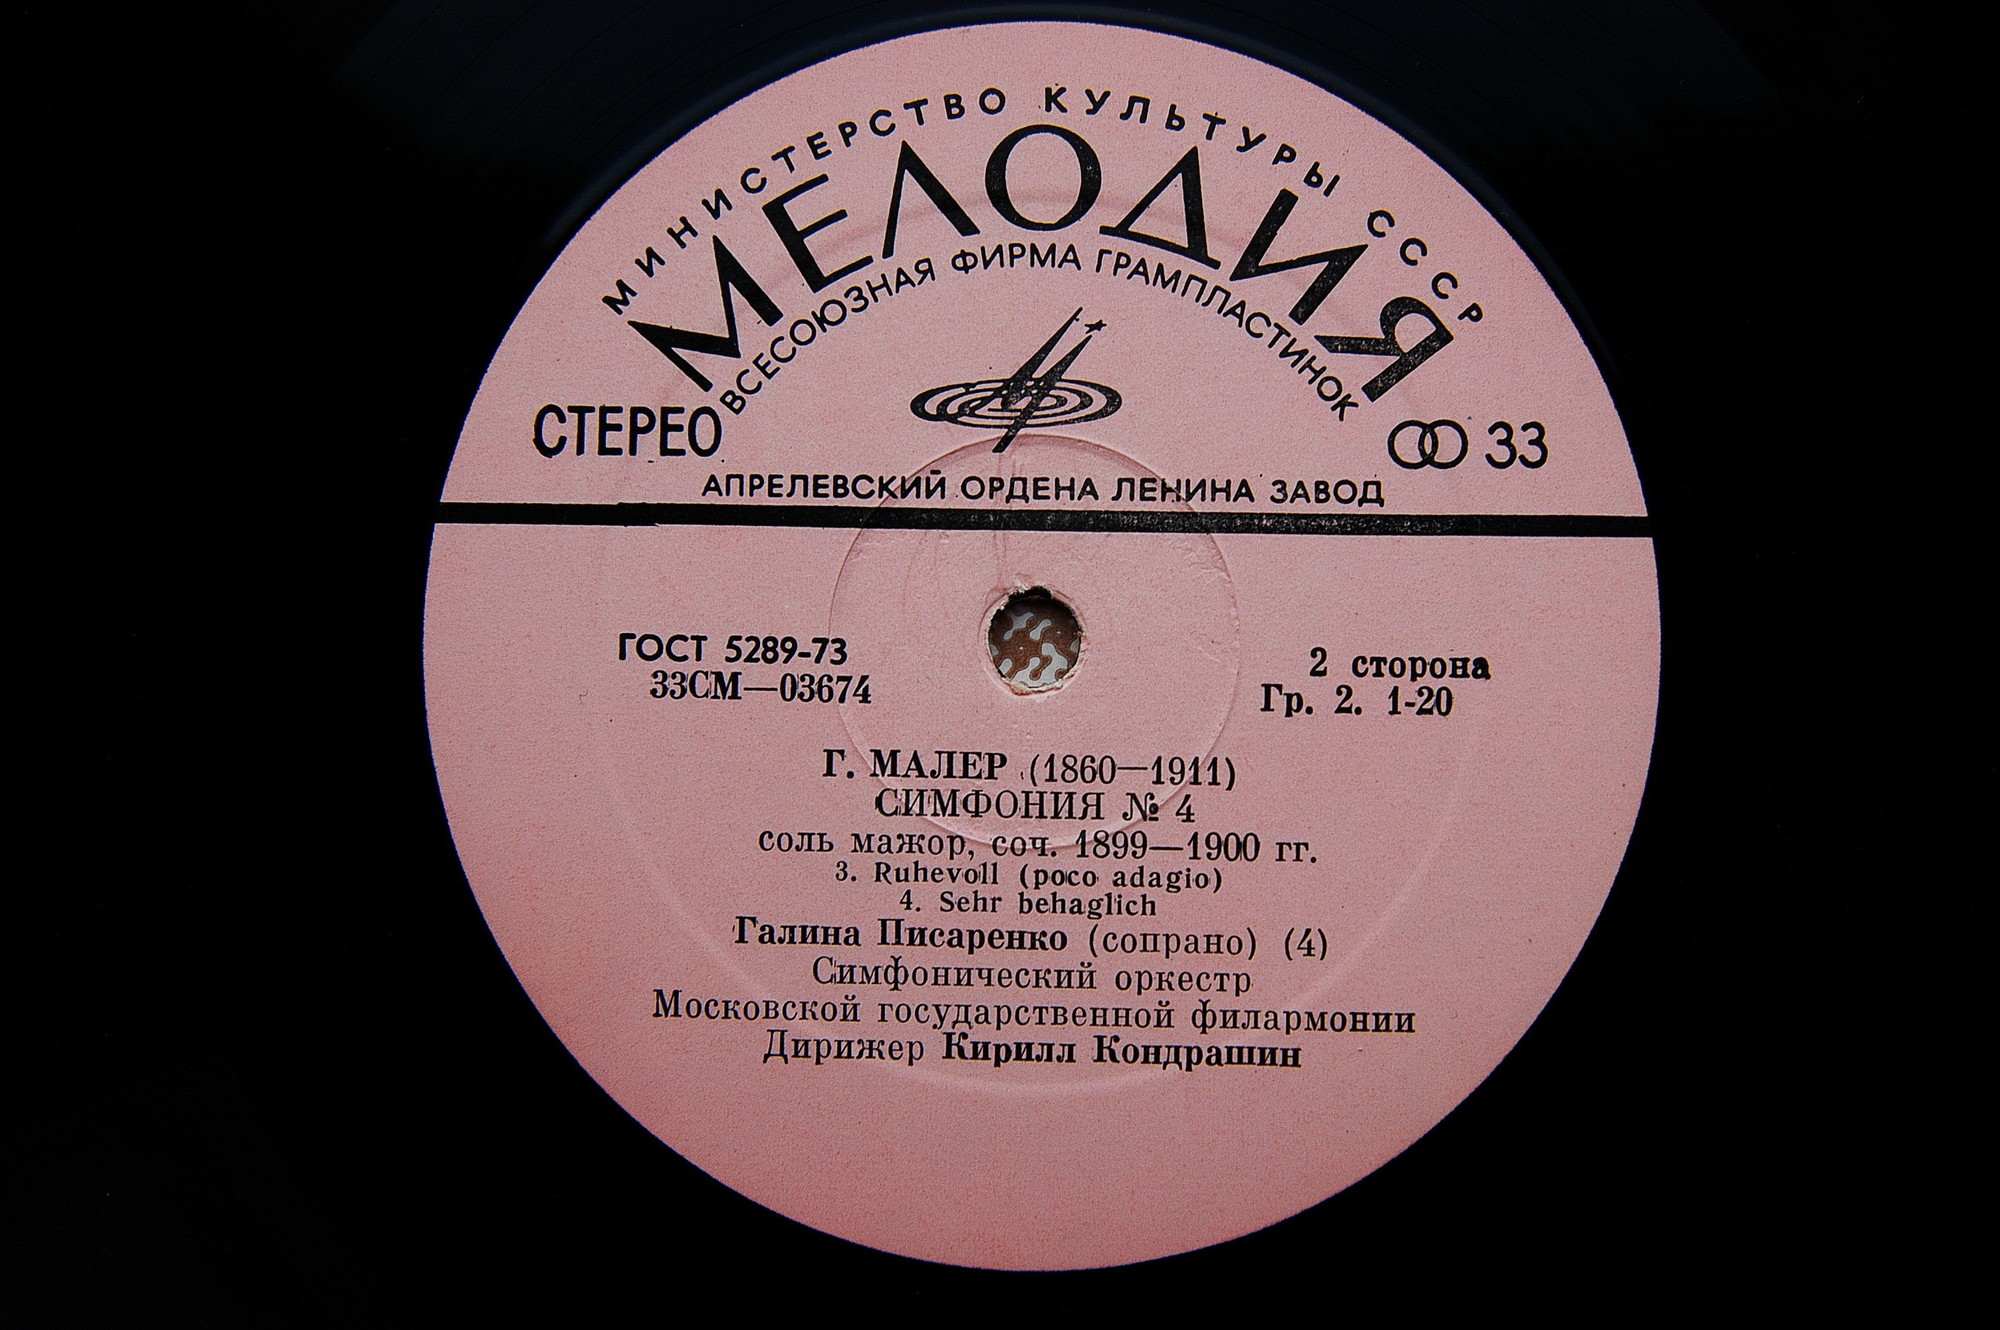 МИНИСТЕРСТВО КУЛЬТУРЫ СССР
МЕЛОДИЯ
ВСЕСОЮЗНАЯ ФИРМА ГРАМПЛАСТИНОК
СТЕРЕО
33
АПРЕЛЕВСКИЙ ОРДЕНА ЛЕНИНА ЗАВОД
ГОСТ 5289-73
33СМ—03674
2 сторона
Гр. 2. 1-20
Г. МАЛЕР (1860—1911)
СИМФОНИЯ № 4
соль мажор, соч. 1899—1900 гг.
3. Ruhevoll (poco adagio)
4. Sehr behaglich
Галина Писаренко (сопрано) (4)
Симфонический оркестр
Московской государственной филармонии
Дирижер Кирилл Кондрашин